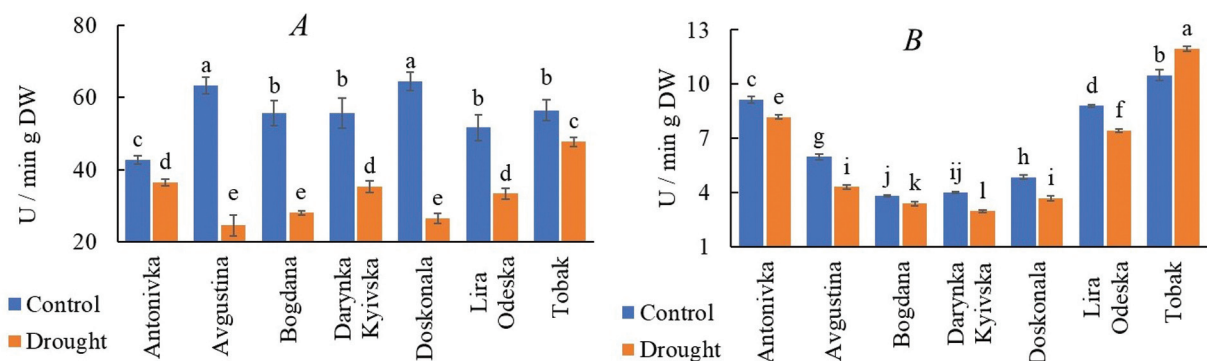 A
U / min g DW
80
60
40
20
c
d
a
e
b
e
b
d
a
e
b
d
b
c
Antonivka
Avgustina
Bogdana
Darynka
Kyivska
Doskonala
Lira
Odeska
Tobak
Control
Drought
B
U / min g DW
13
10
7
4
1
c
e
g
i
j
k
ij
l
h
i
d
f
b
a
Antonivka
Avgustina
Bogdana
Darynka
Kyivska
Doskonala
Lira
Odeska
Tobak
Control
Drought